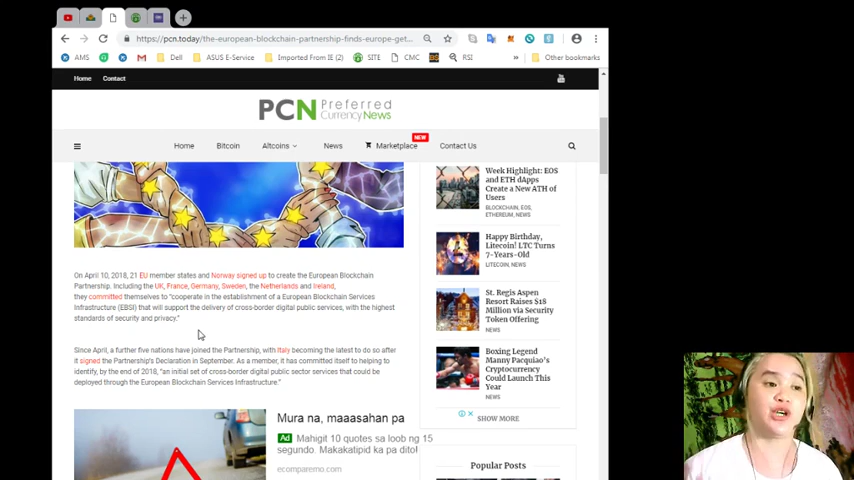 https://pcn.today/the-european-blockchain-partnership-finds-europe-get...
AMS
Dell
ASUS E-Service
Imported From IE (2)
SITE
CMC
RSI
»
Other bookmarks
Home
Contact
PCN Preferred
Currency News
NEW
Home
Bitcoin
Altcoins
News
Marketplace
Contact Us
On April 10, 2018, 21 EU member states and Norway signed up to create the European Blockchain
Partnership. Including the UK, France, Germany, Sweden, the Netherlands and Ireland,
they committed themselves to "cooperate in the establishment of a European Blockchain Services
Infrastructure (EBSI) that will support the delivery of cross-border digital public services, with the highest
standards of security and privacy."
Since April, a further five nations have joined the Partnership, with Italy becoming the latest to do so after
it signed the Partnership's Declaration in September. As a member, it has committed itself to helping to
identify, by the end of 2018, "an initial set of cross-border digital public sector services that could be
deployed through the European Blockchain Services Infrastructure."
Mura na, maaasahan pa
Ad Mahigit 10 quotes sa loob ng 15
segundo. Makakatipid ka pa dito!
ecomparemo.com
Week Highlight: EOS
and ETH dApps
Create a New ATH of
Users
BLOCKCHAIN, EOS,
ETHEREUM, NEWS
Happy Birthday,
Litecoin! LTC Turns
7-Years-Old
LITECOIN, NEWS
St. Regis Aspen
Resort Raises $18
Million via Security
Token Offering
NEWS
Boxing Legend
Manny Pacquiao's
Cryptocurrency
Could Launch This
Year
NEWS
SHOW MORE
Popular Posts